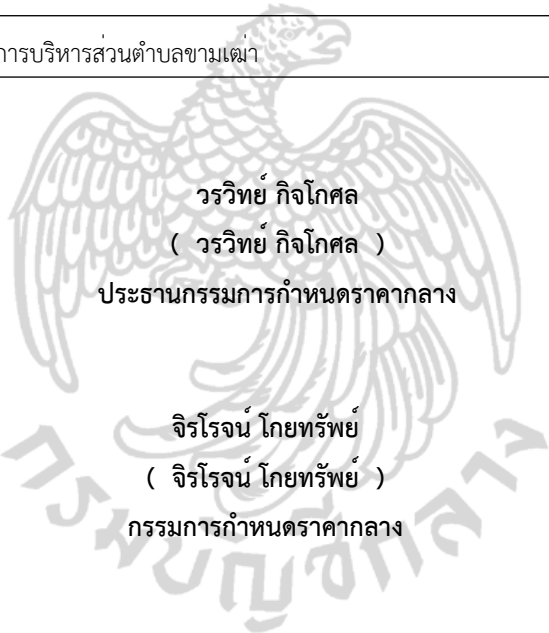 การบริหารส่วนตำบลขามเฒ่า
วรวิทย์ กิจโกศล
( วรวิทย์ กิจโกศล )
ประธานกรรมการกำหนดราคากลาง
จิรโรจน์ โกยทรัพย์
( จิรโรจน์ โกยทรัพย์ )
กรรมการกำหนดราคากลาง
กรมบัญชีกลาง